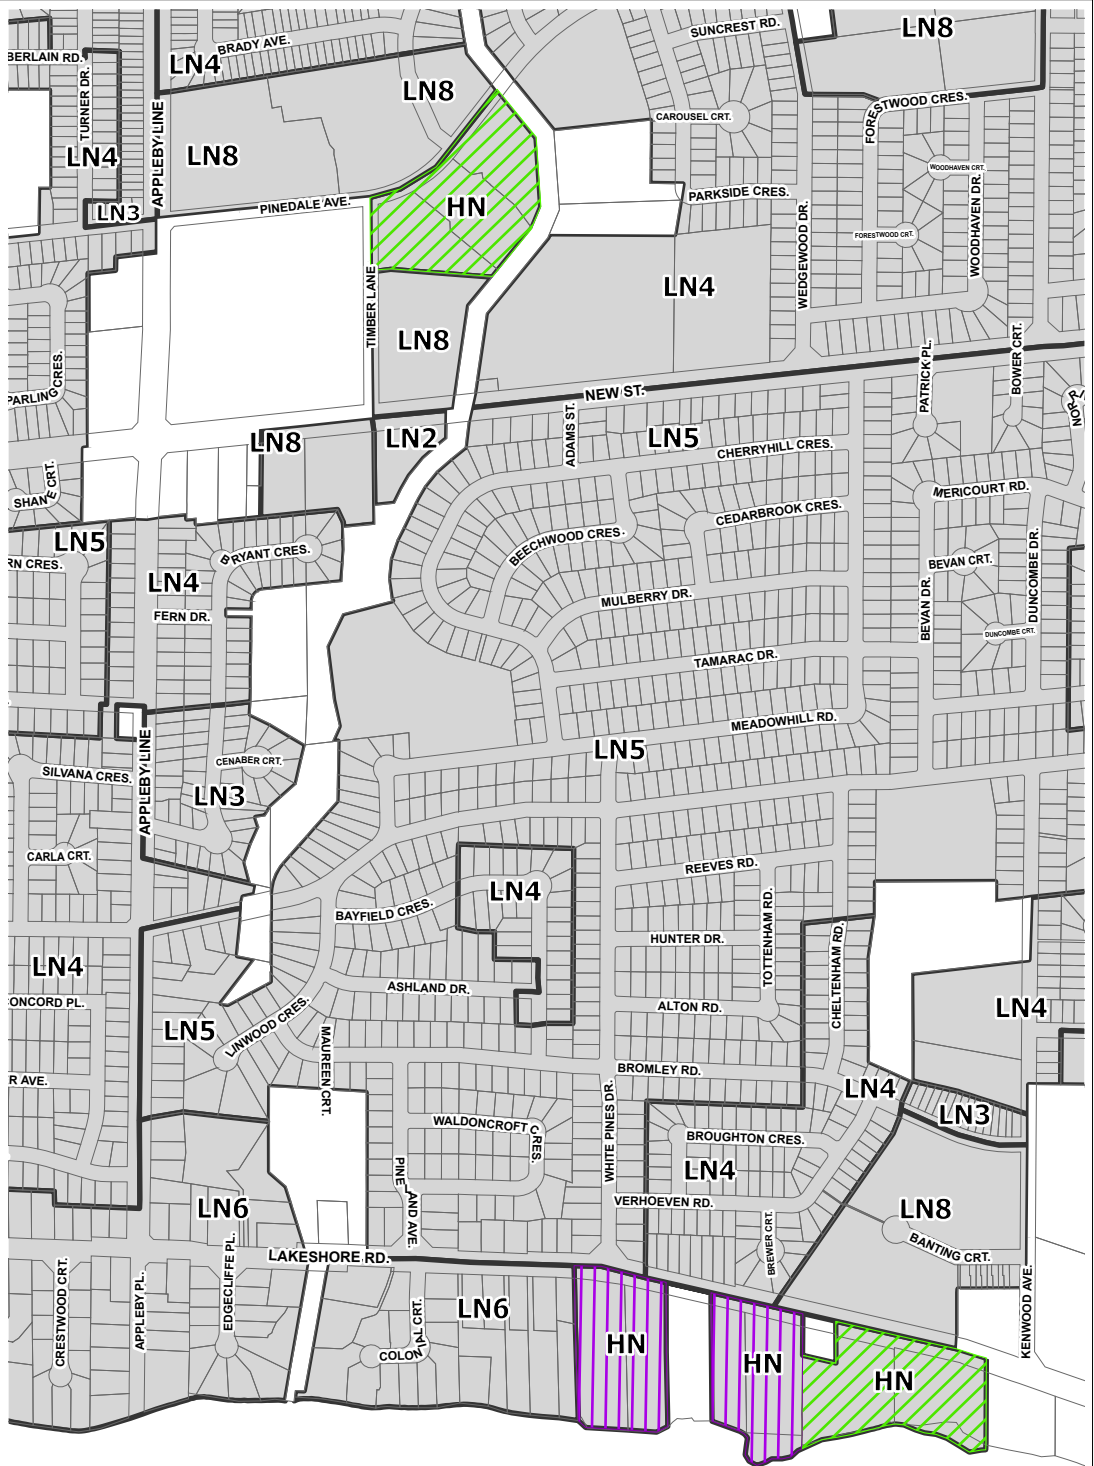 SUNCREST RD.
LN8
BRADY AVE.
BERLAIN RD.
LN4
TURNER DR.
LN8
FORESTWOOD CRES.
CAROUSEL CRT.
APPLEBY LINE
LN4
LN8
WOODHAVEN CRT.
PARKSIDE CRES.
PINEDALE AVE.
HN
LN3
WOODHAVEN DR.
FORESTWOOD CRT.
WEDGEWOOD DR.
LN4
TIMBER LANE
LN8
PARLING CRES.
PATRICK PL.
BOWER CRT.
NEW ST.
ADAMS ST.
LN8
LN2
LN5
CHERRYHILL CRES.
SHANE CRT.
MERICOURT RD.
CEDARBROOK CRES.
LN5
BEECHWOOD CRES.
BRYANT CRES.
RN CRES.
BEVAN CRT.
DUNCOMBE DR.
LN4
MULBERRY DR.
BEVAN DR.
FERN DR.
DUNCOMBE CRT.
TAMARAC DR.
MEADOWHILL RD.
LN5
CENABER CRT.
SILVANA CRES.
APPLEBY LINE
LN3
CARLA CRT.
REEVES RD.
LN4
BAYFIELD CRES.
TOTTENHAM RD.
HUNTER DR.
LN4
CHELTENHAM RD.
ASHLAND DR.
CONCORD PL.
ALTON RD.
LN4
LN5
LINWOOD CRES.
MAUREEN CRT.
BROMLEY RD.
R AVE.
LN4
LN3
WALDONCROFT CRES.
WHITE PINES DR.
BROUGHTON CRES.
LN4
PINELAND AVE.
VERHOEVEN RD.
LN6
LN8
BREWER CRT.
BANTING CRT.
LAKESHORE RD.
EDGECLIFFE PL.
CRESTWOOD CRT.
APPLEBY PL.
LN6
KENWOOD AVE.
COLONIAL CRT.
HN
HN
HN